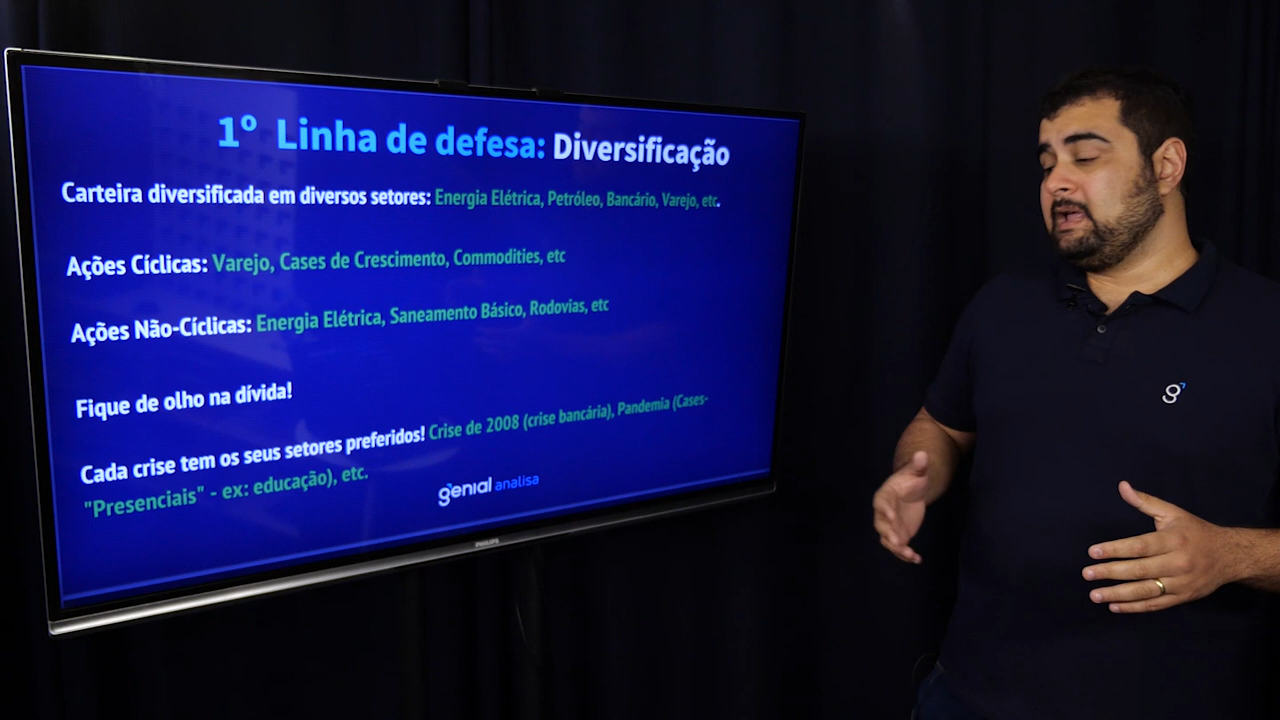 1º Linha de defesa: Diversificação
Carteira diversificada em diversos setores: Energia Elétrica, Petróleo, Bancário, Varejo, etc.
Ações Cíclicas: Varejo, Cases de Crescimento, Commodities, etc
Ações Não-Cíclicas: Energia Elétrica, Saneamento Básico, Rodovias, etc
Fique de olho na dívida!
Cada crise tem os seus setores preferidos! Crise de 2008 (crise bancária), Pandemia (Cases-
"Presenciais" - ex: educação), etc.
genial analisa
PHILIPS
g